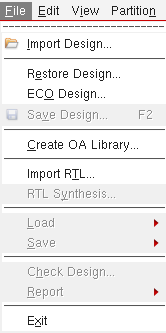 File Edit View Partition
Import Design...
Restore Design...
ECO Design...
Save Design... F2
Create OA Library...
Import RTL...
RTL Synthesis...
Load
Save
Check Design...
Report
Exit